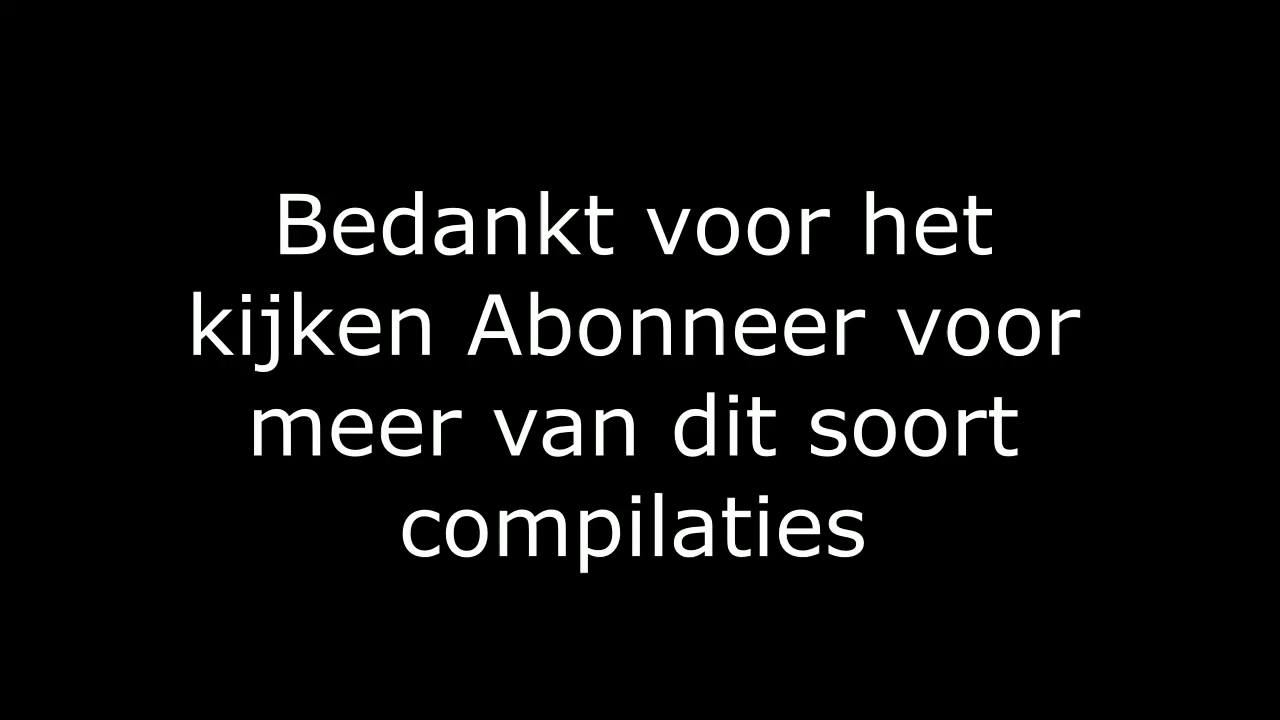 Bedankt voor het
kijken Abonneer voor
meer van dit soort
compilaties